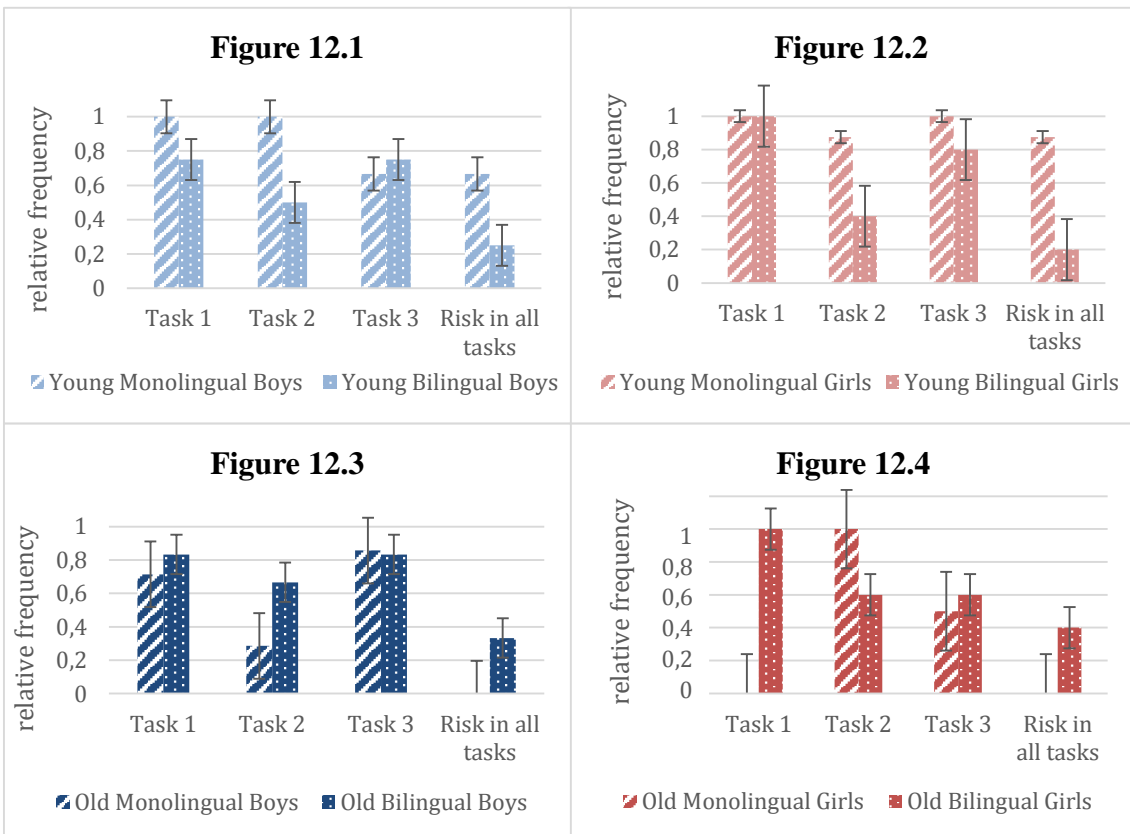 Figure 12.1
relative frequency
1
0,8
0,6
0,4
0,2
0
Task 1 Task 2 Task 3 Risk in all
tasks
Young Monolingual Boys Young Bilingual Boys
Figure 12.2
relative frequency
1
0,8
0,6
0,4
0,2
0
Task 1 Task 2 Task 3 Risk in all
tasks
Young Monolingual Girls Young Bilingual Girls
Figure 12.3
relative frequency
1
0,8
0,6
0,4
0,2
0
Task 1 Task 2 Task 3 Risk in all
tasks
Old Monolingual Boys Old Bilingual Boys
Figure 12.4
relative frequency
1
0,8
0,6
0,4
0,2
0
Task 1 Task 2 Task 3 Risk in
all tasks
Old Monolingual Girls Old Bilingual Girls